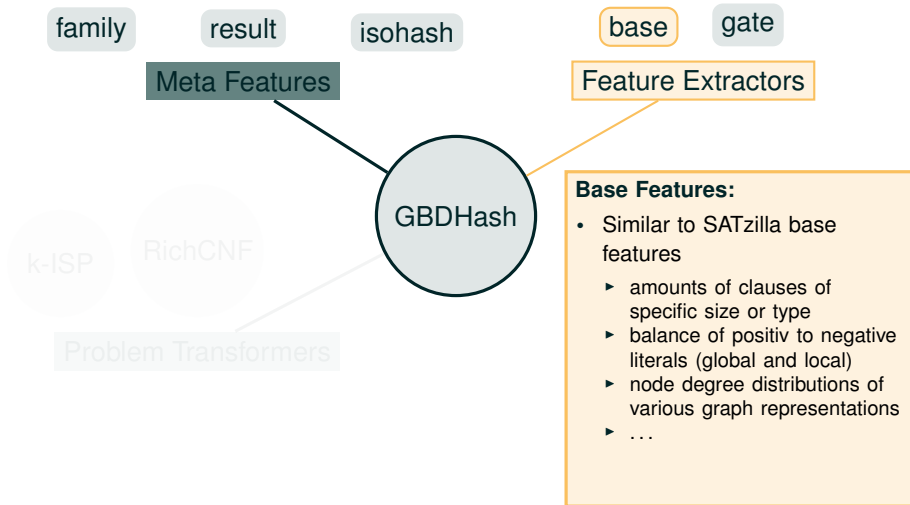 family
result
isohash
base
gate
Meta Features
Feature Extractors
GBDHash
k-ISP
RichCNF
Problem Transformers
Base Features:
• Similar to SATzilla base
features
► amounts of clauses of
specific size or type
► balance of positiv to negative
literals (global and local)
► node degree distributions of
various graph representations
► ...